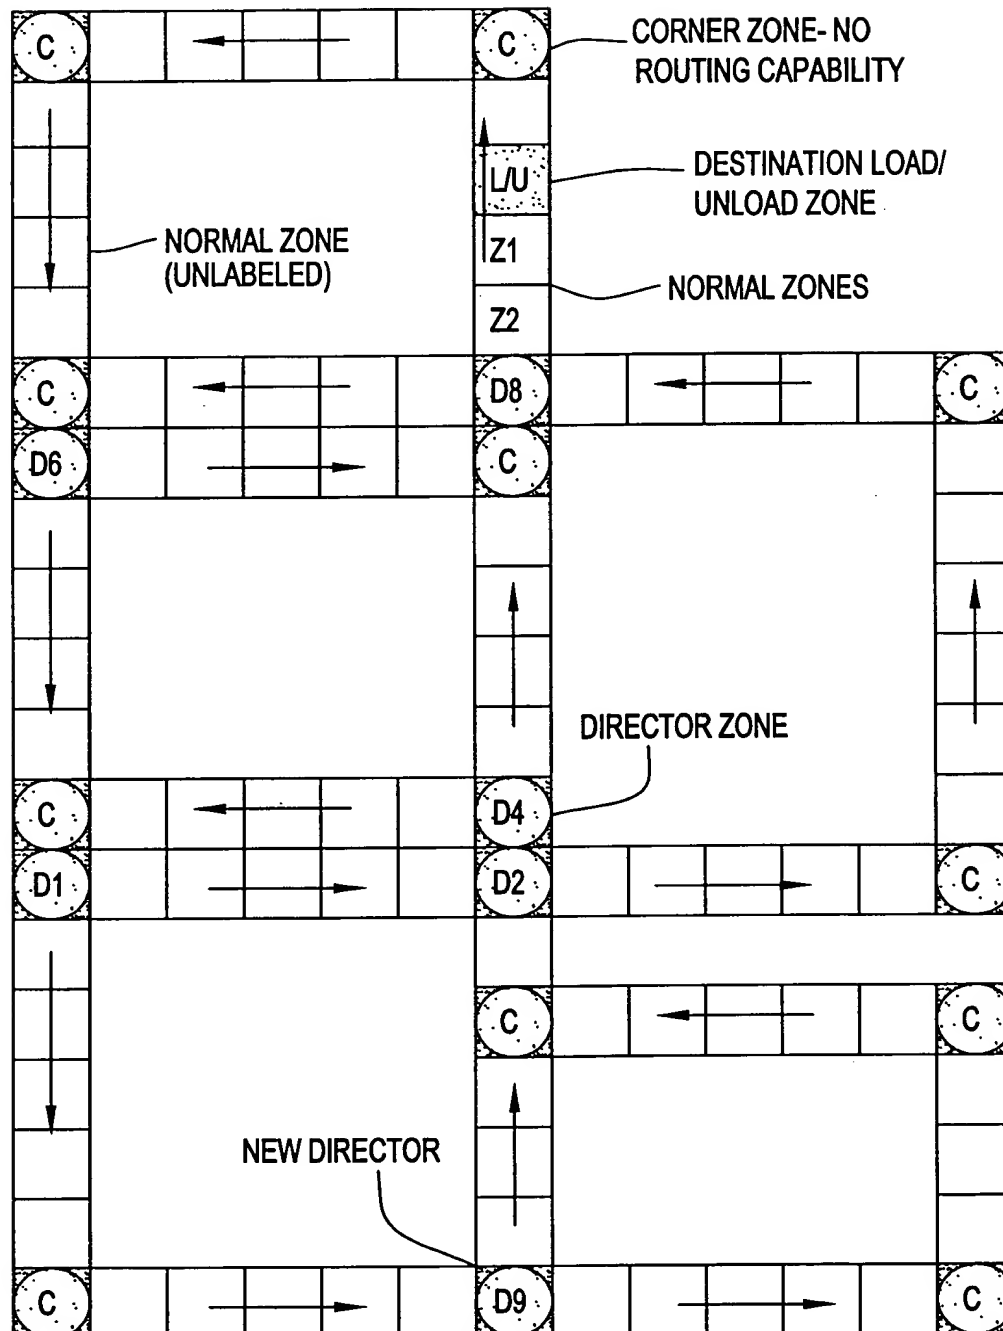 C
C
CORNER ZONE- NO
ROUTING CAPABILITY
L/U
DESTINATION LOAD/
UNLOAD ZONE
NORMAL ZONE
(UNLABELED)
Z1
NORMAL ZONES
Z2
C
D8
C
D6
C
DIRECTOR ZONE
C
D4
D1
D2
C
C
C
NEW DIRECTOR
C
D9
C